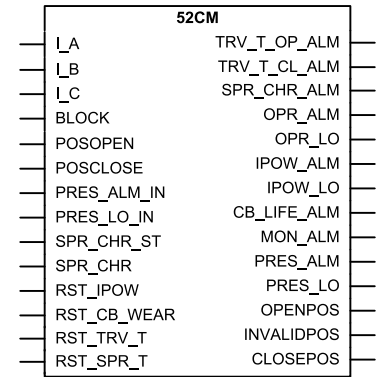 52CM
I_A
I_B
I_C
BLOCK
POSOPEN
POSCLOSE
PRES_ALM_IN
PRES_LO_IN
SPR_CHR_ST
SPR_CHR
RST_IPOW
RST_CB_WEAR
RST_TRV_T
RST_SPR_T
TRV_T_OP_ALM
TRV_T_CL_ALM
SPR_CHR_ALM
OPR_ALM
OPR_LO
IPOW_ALM
IPOW_LO
CB_LIFE_ALM
MON_ALM
PRES_ALM
PRES_LO
OPENPOS
INVALIDPOS
CLOSEPOS